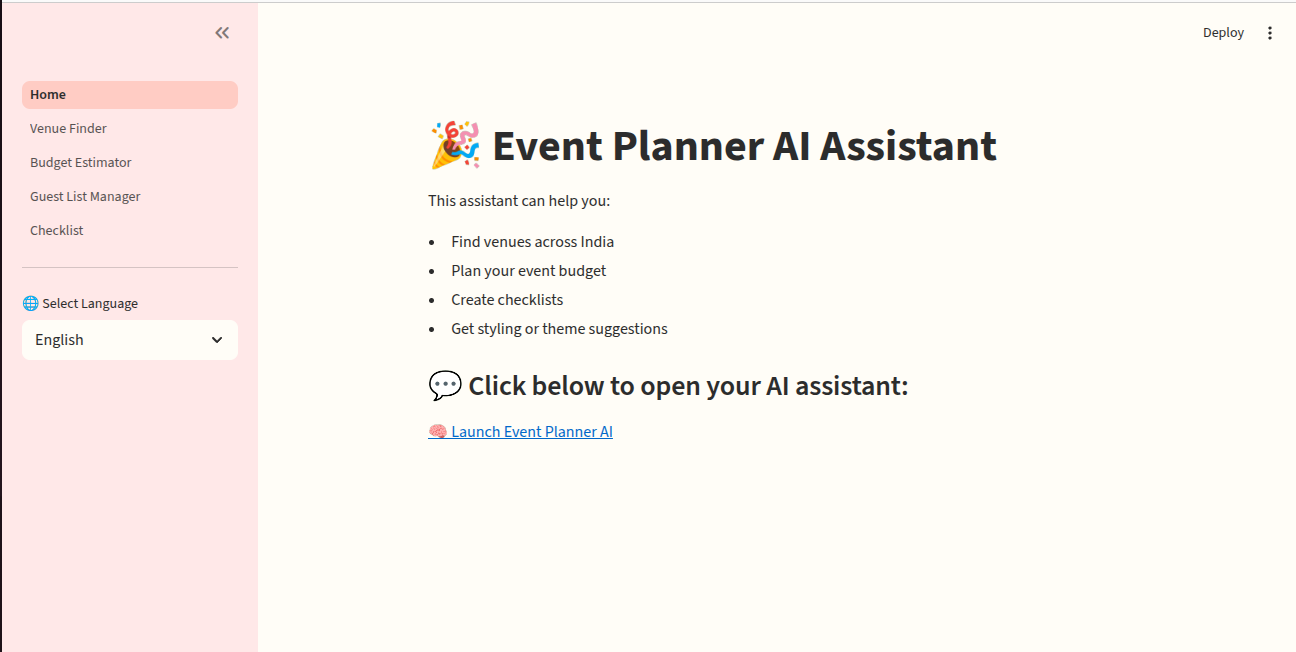 Deploy
Home
Venue Finder
Budget Estimator
Guest List Manager
Checklist
🌐 Select Language
English
🎉 Event Planner AI Assistant
This assistant can help you:
• Find venues across India
• Plan your event budget
• Create checklists
• Get styling or theme suggestions
💬 Click below to open your AI assistant:
🧠 Launch Event Planner AI